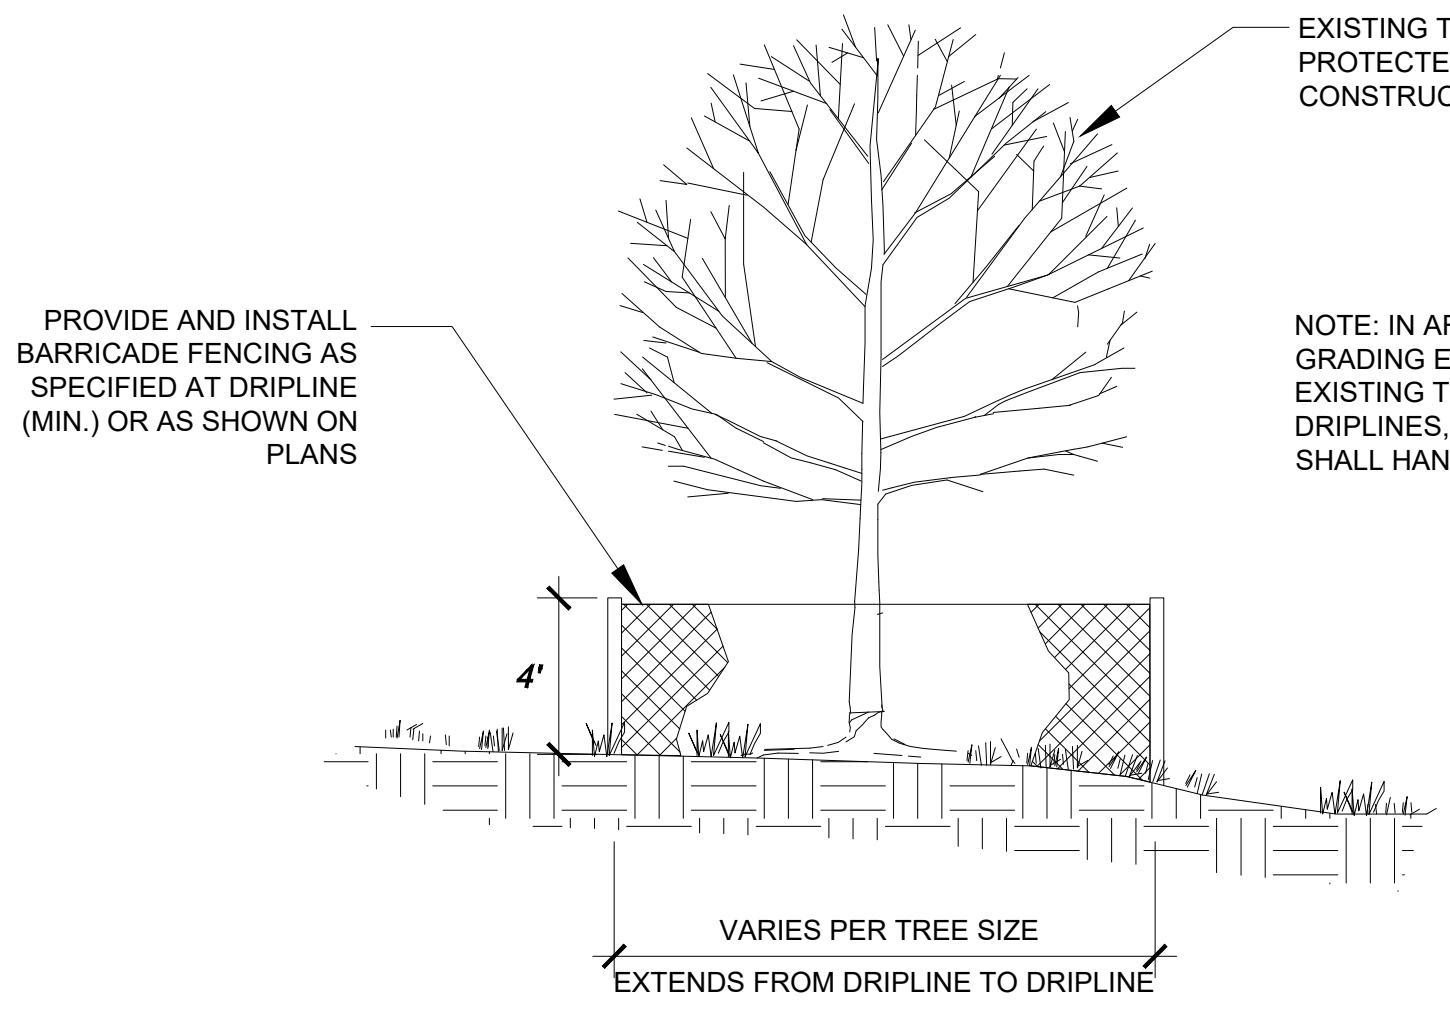 EXISTING T
PROTECTE
CONSTRUC
PROVIDE AND INSTALL
BARRICADE FENCING AS
SPECIFIED AT DRIPLINE
(MIN.) OR AS SHOWN ON
PLANS
NOTE: IN AR
GRADING E
EXISTING T
DRIPLINES,
SHALL HAN
4'
VARIES PER TREE SIZE
EXTENDS FROM DRIPLINE TO DRIPLINE